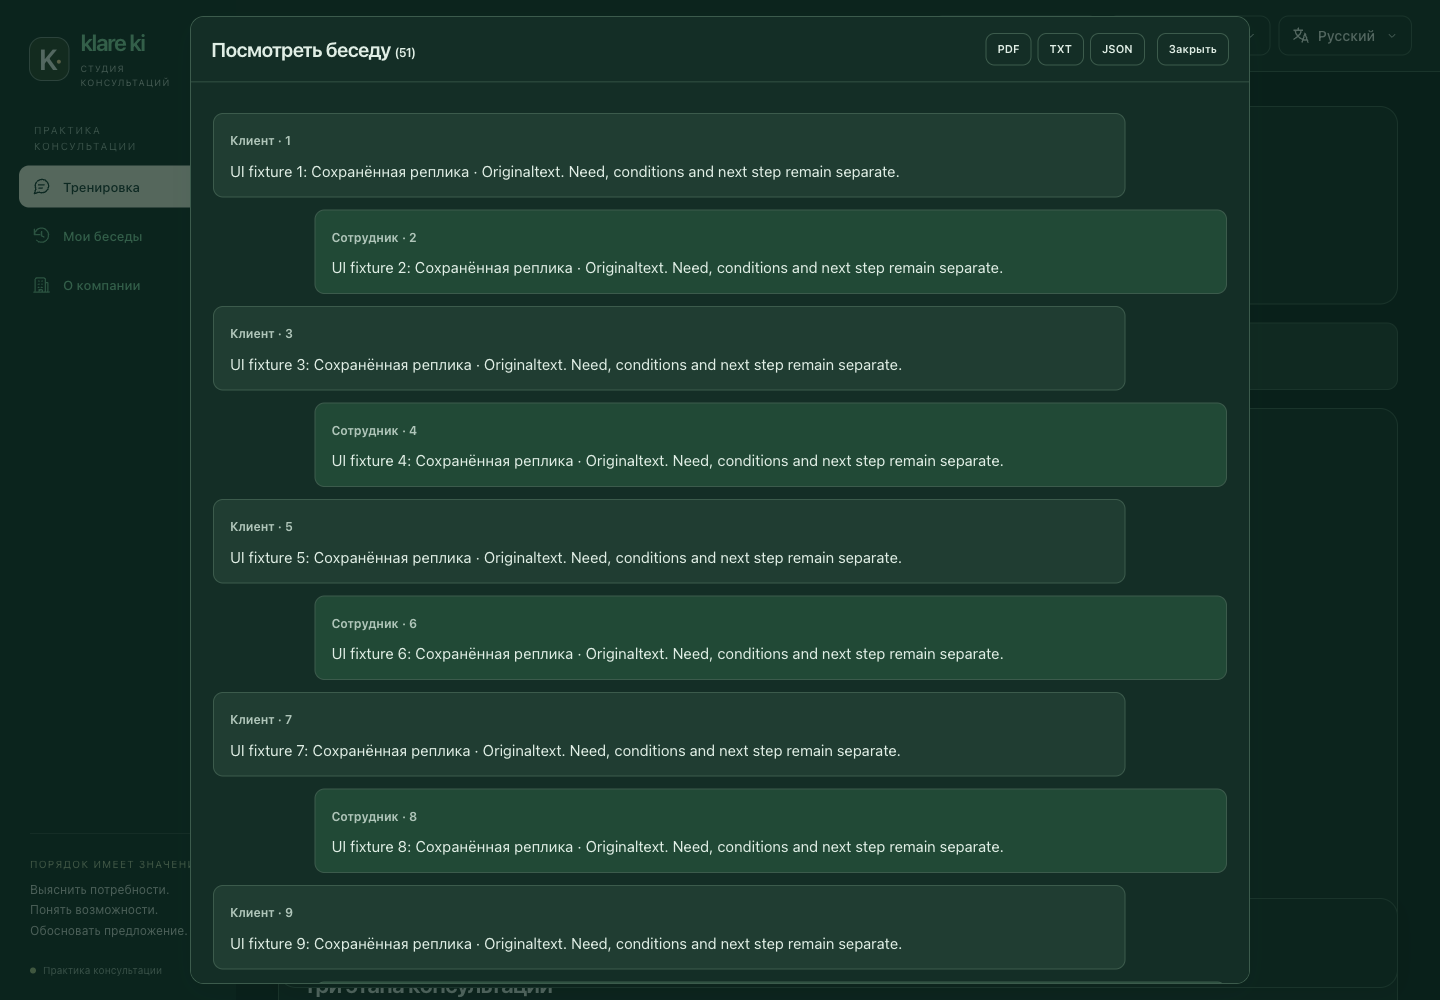 K.
klare ki
СТУДИЯ
КОНСУЛЬТАЦИЙ
ПРАКТИКА
КОНСУЛЬТАЦИИ
Тренировка
Мои беседы
О компании
ПОРЯДОК ИМЕЕТ
Выяснить потребности.
Понять возможности.
Обосновать предложение.
Практика консультации
Русский
Посмотреть беседу (51)
PDF
TXT
JSON
Закрыть
Клиент · 1
UI fixture 1: Сохранённая реплика · Originaltext. Need, conditions and next step remain separate.
Сотрудник · 2
UI fixture 2: Сохранённая реплика · Originaltext. Need, conditions and next step remain separate.
Клиент · 3
UI fixture 3: Сохранённая реплика · Originaltext. Need, conditions and next step remain separate.
Сотрудник · 4
UI fixture 4: Сохранённая реплика · Originaltext. Need, conditions and next step remain separate.
Клиент · 5
UI fixture 5: Сохранённая реплика · Originaltext. Need, conditions and next step remain separate.
Сотрудник · 6
UI fixture 6: Сохранённая реплика · Originaltext. Need, conditions and next step remain separate.
Клиент · 7
UI fixture 7: Сохранённая реплика · Originaltext. Need, conditions and next step remain separate.
Сотрудник · 8
UI fixture 8: Сохранённая реплика · Originaltext. Need, conditions and next step remain separate.
Клиент · 9
UI fixture 9: Сохранённая реплика · Originaltext. Need, conditions and next step remain separate.